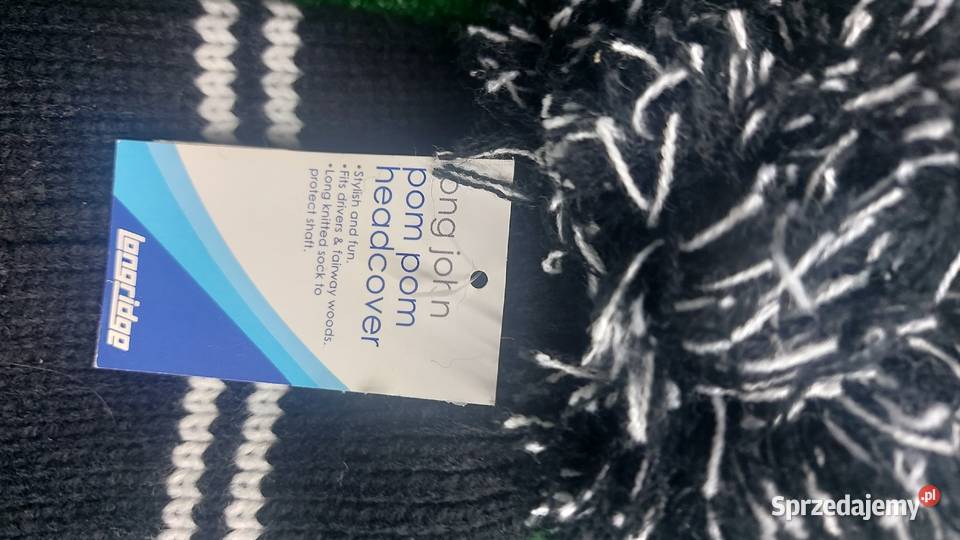 long john
pom pom
headcover
• Stylish and fun.
• Fits drivers & fairway woods.
• Long knitted sock to
protect shaft.
Longridge
Sprzedajemy.pl